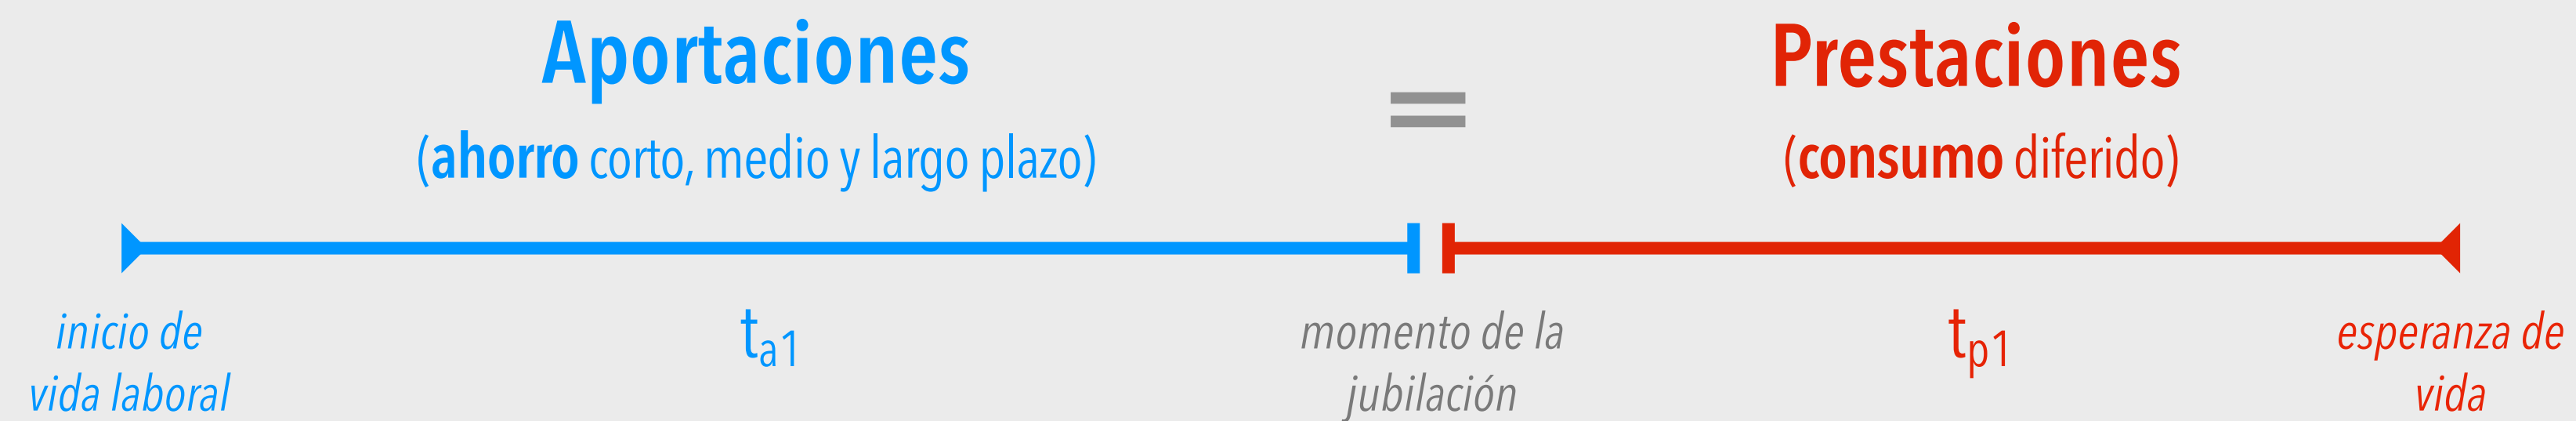 Aportaciones
=
Prestaciones
(ahorro corto, medio y largo plazo)
(consumo diferido)
inicio de
vida laboral
ta1
momento de la
jubilación
tp1
esperanza de
vida